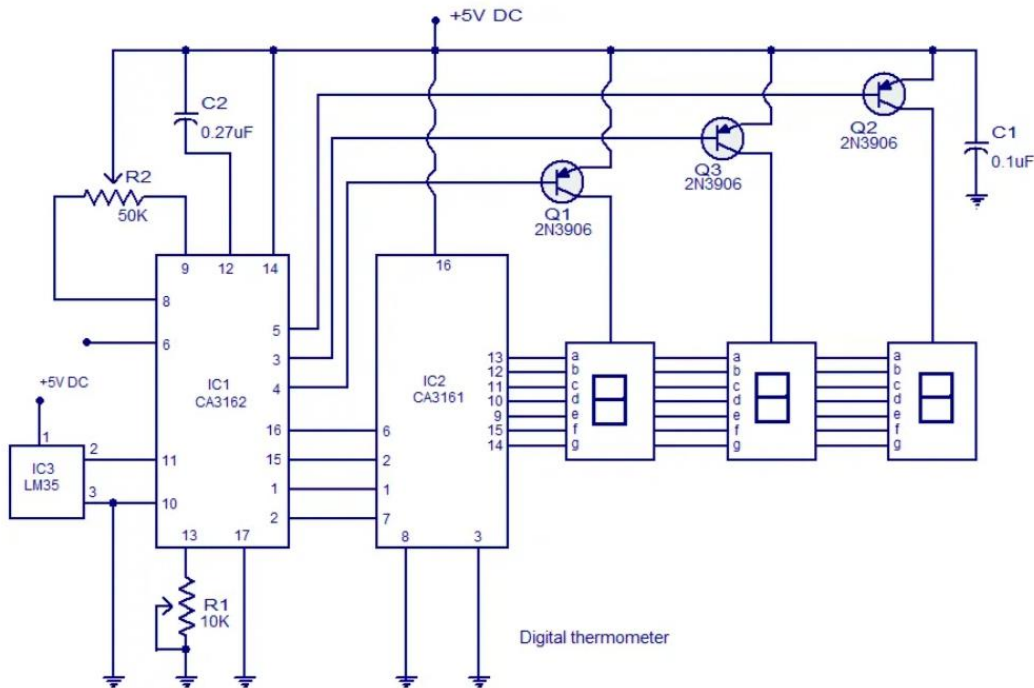 +5V DC
C2
0.27uF
R2
50K
Q2
2N3906
C1
0.1uF
Q3
2N3906
Q1
2N3906
9 12 14
16
8
6
5
3
4
IC1
CA3162
IC2
CA3161
13 a a a
12 b b b
11 c c c
10 d d d
9 e e e
15 f f f
14 g g g
+5V DC
1
IC3
LM35
2
3
11
10
16 6
15 2
1 1
2 7
13 17
8 3
R1
10K
Digital thermometer